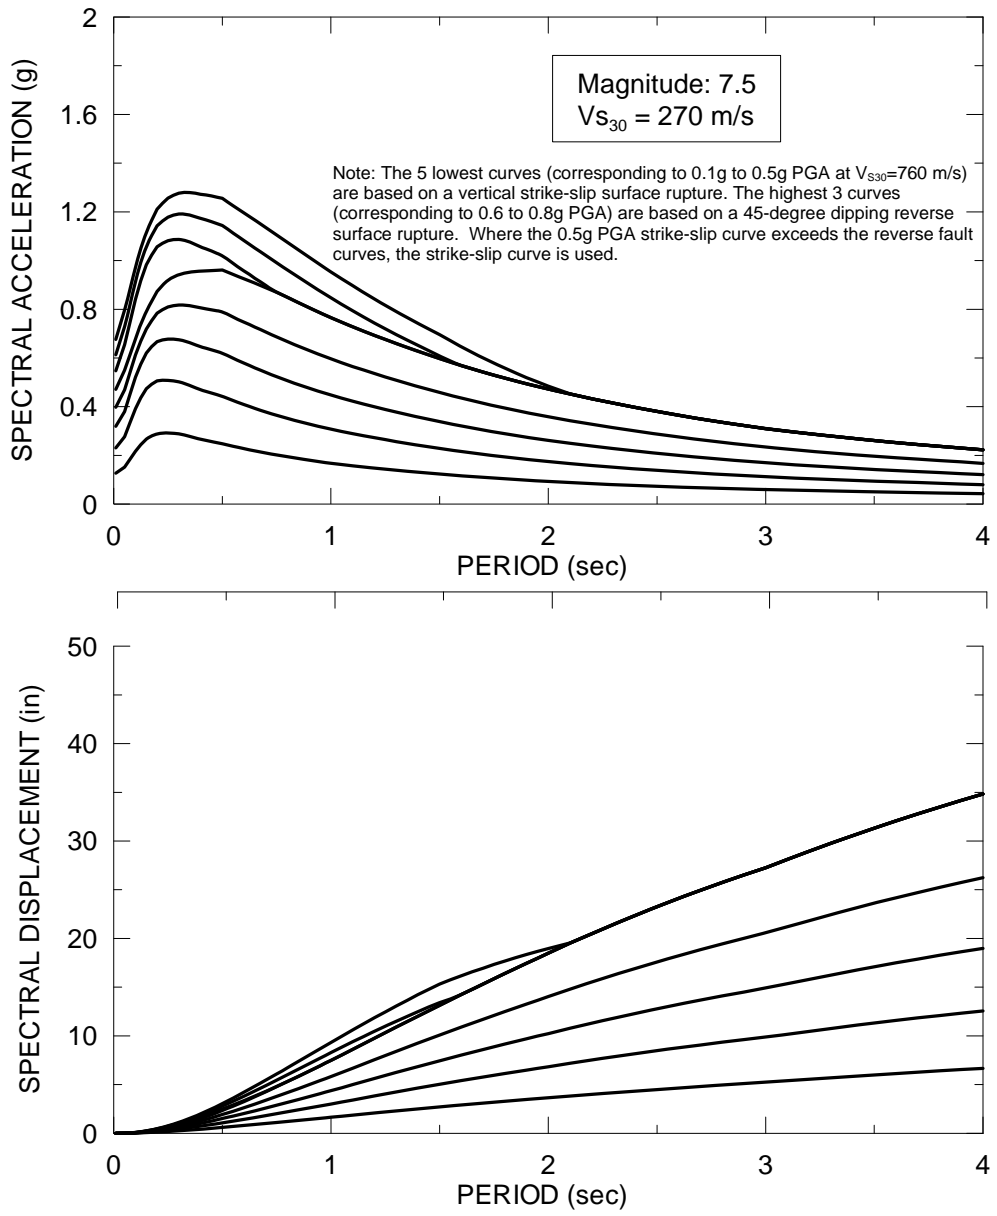 2
1.6
1.2
0.8
0.4
0
SPECTRAL ACCELERATION (g)
Magnitude: 7.5
Vs30 = 270 m/s
Note: The 5 lowest curves (corresponding to 0.1g to 0.5g PGA at VS30=760 m/s)
are based on a vertical strike-slip surface rupture. The highest 3 curves
(corresponding to 0.6 to 0.8g PGA) are based on a 45-degree dipping reverse
surface rupture. Where the 0.5g PGA strike-slip curve exceeds the reverse fault
curves, the strike-slip curve is used.
0 1 2 3 4
PERIOD (sec)
50
40
30
20
10
0
SPECTRAL DISPLACEMENT (in)
0 1 2 3 4
PERIOD (sec)